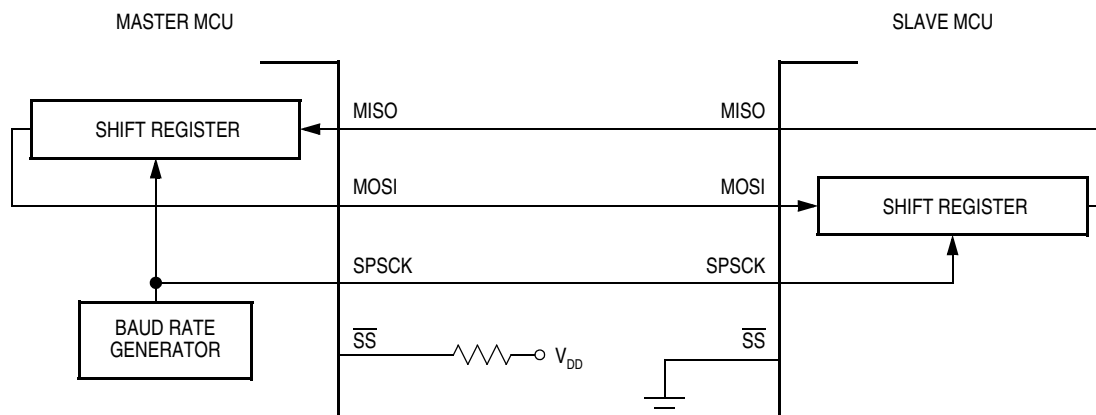 MASTER MCU
SLAVE MCU
SHIFT REGISTER
MISO
MISO
MOSI
MOSI
SHIFT REGISTER
SPSCK
SPSCK
BAUD RATE
GENERATOR
SS
VDD
SS